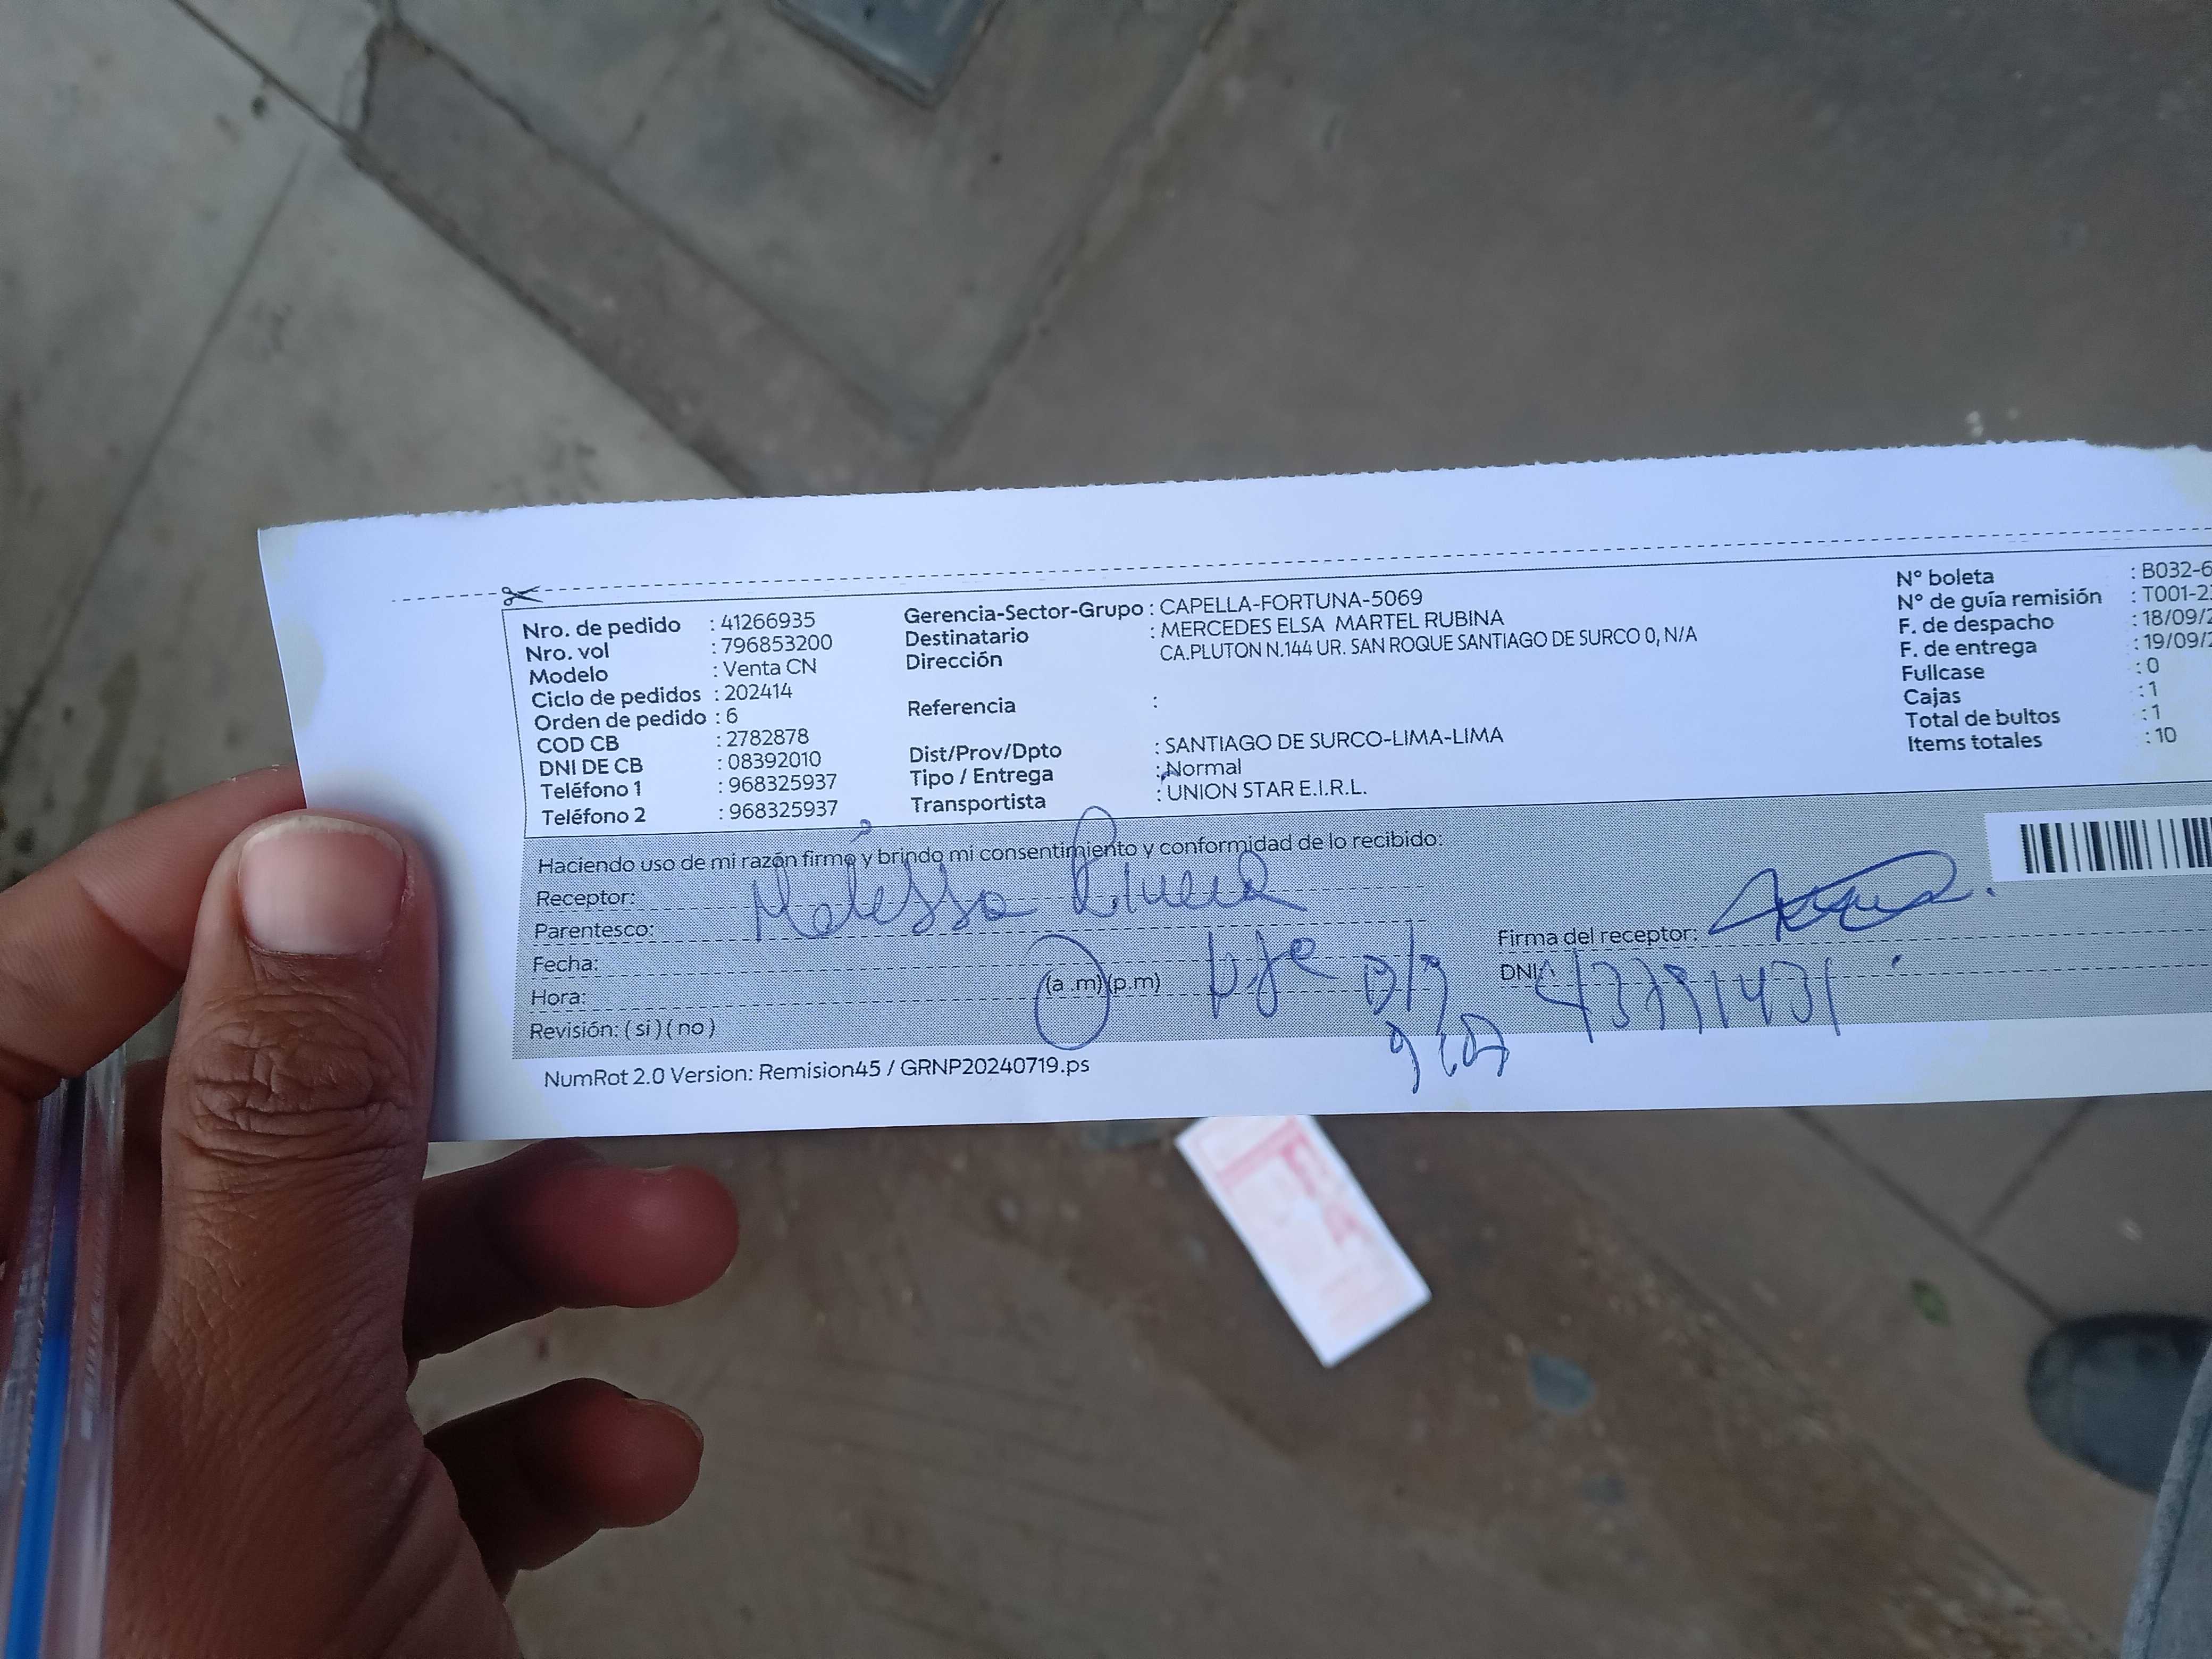 Nro. de pedido : 41266935
Nro. vol : 796853200
Modelo : Venta CN
Ciclo de pedidos : 202414
Orden de pedido : 6
COD CB : 2782878
DNI DE CB : 08392010
Teléfono 1 : 968325937
Teléfono 2 : 968325937
Gerencia-Sector-Grupo : CAPELLA-FORTUNA-5069
Destinatario : MERCEDES ELSA MARTEL RUBINA
Dirección CA.PLUTON N.144 UR. SAN ROQUE SANTIAGO DE SURCO 0, N/A
Referencia :
Dist/Prov/Dpto : SANTIAGO DE SURCO-LIMA-LIMA
Tipo / Entrega : Normal
Transportista : UNION STAR E.I.R.L.
N° boleta : B032-6
N° de guía remisión : T001-2
F. de despacho : 18/09/2
F. de entrega : 19/09/2
Fullcase : 0
Cajas : 1
Total de bultos : 1
Items totales : 10
Haciendo uso de mi razón firmo y brindo mi consentimiento y conformidad de lo recibido:
Receptor:
Parentesco:
Fecha:
Hora: (a .m)(p.m)
Revisión: ( si ) ( no )
Firma del receptor:
DNI:
NumRot 2.0 Version: Remision45 / GRNP20240719.ps